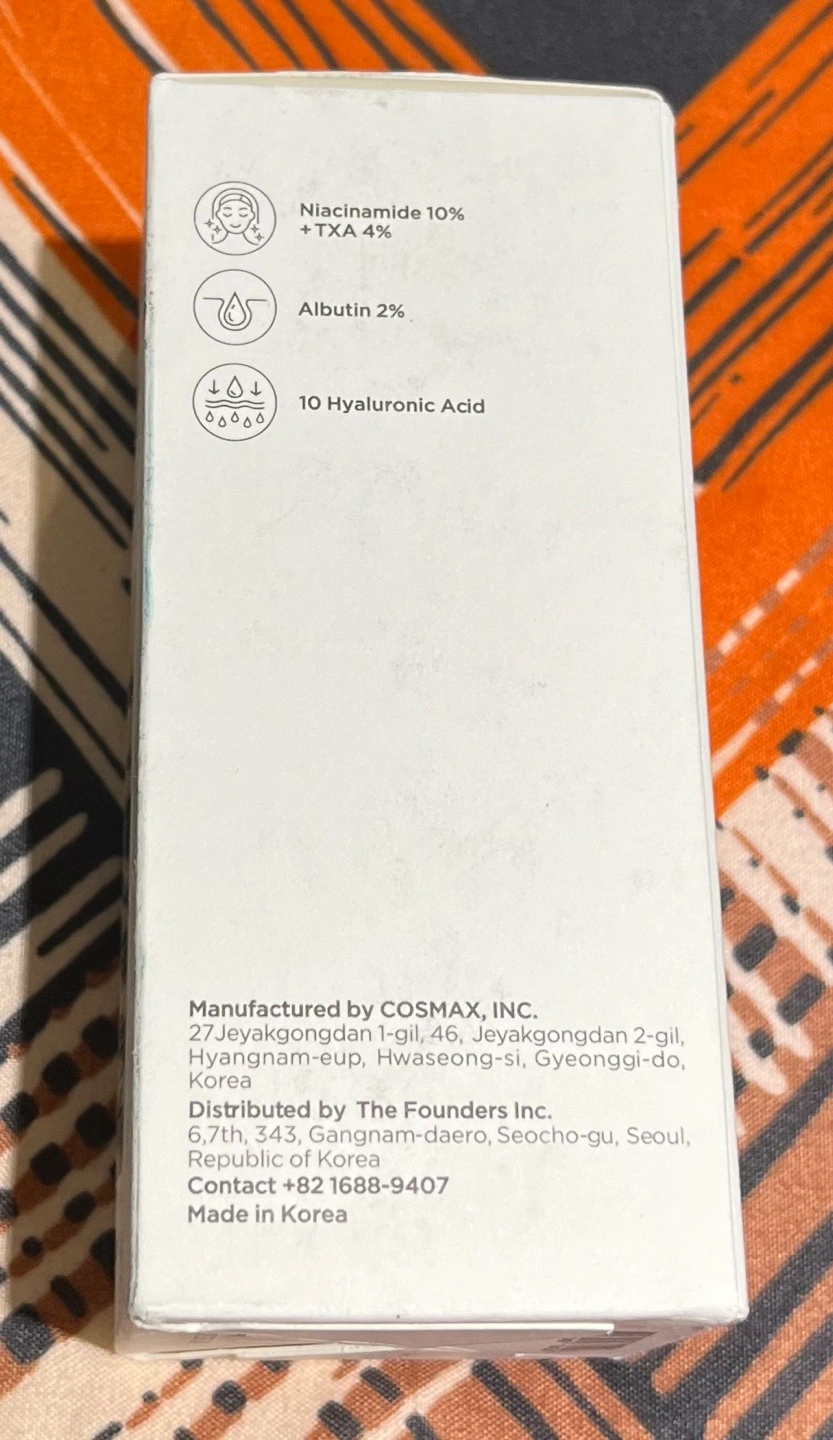 Niacinamide 10%
+TXA 4%
Albutin 2%
10 Hyaluronic Acid
Manufactured by COSMAX, INC.
27Jeyakgongdan 1-gil, 46, Jeyakgongdan 2-gil,
Hyangnam-eup, Hwaseong-si, Gyeonggi-do,
Korea
Distributed by The Founders Inc.
6,7th, 343, Gangnam-daero, Seocho-gu, Seoul,
Republic of Korea
Contact +82 1688-9407
Made in Korea